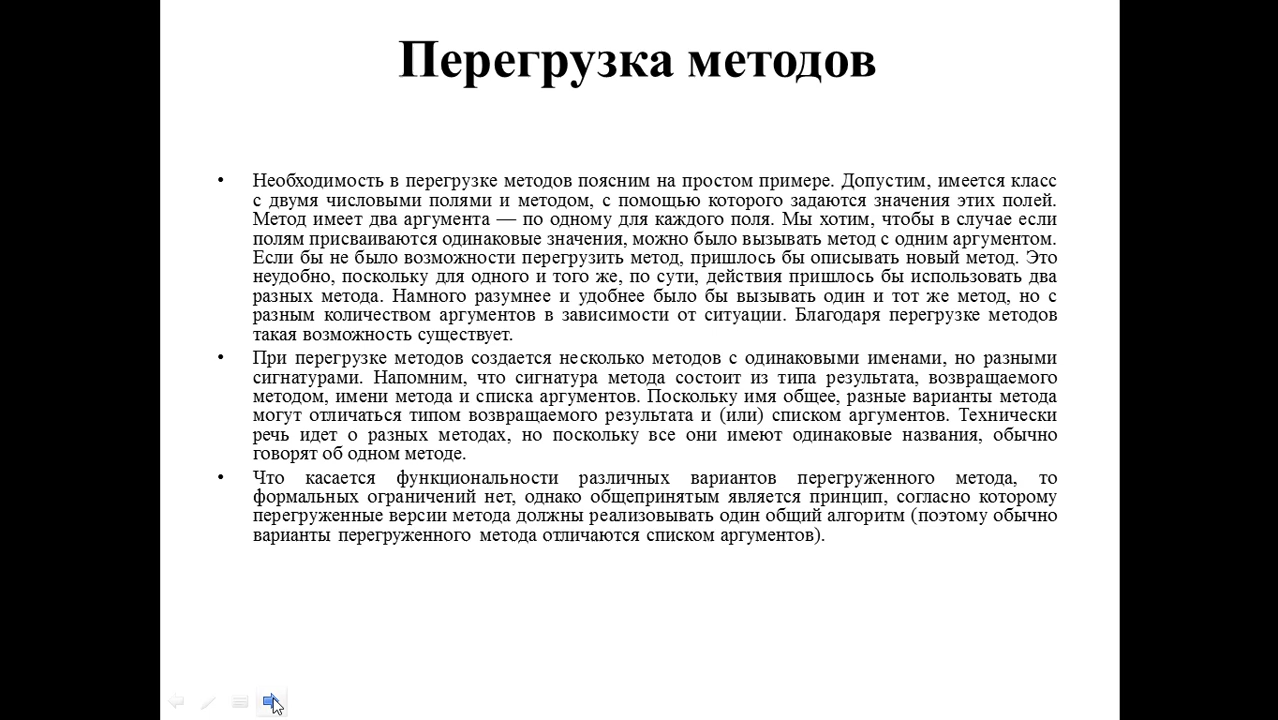 Перегрузка методов
• Необходимость в перегрузке методов поясним на простом примере. Допустим, имеется класс
с двумя числовыми полями и методом, с помощью которого задаются значения этих полей.
Метод имеет два аргумента — по одному для каждого поля. Мы хотим, чтобы в случае если
полям присваиваются одинаковые значения, можно было вызывать метод с одним аргументом.
Если бы не было возможности перегрузить метод, пришлось бы описывать новый метод. Это
неудобно, поскольку для одного и того же, по сути, действия пришлось бы использовать два
разных метода. Намного разумнее и удобнее было бы вызывать один и тот же метод, но с
разным количеством аргументов в зависимости от ситуации. Благодаря перегрузке методов
такая возможность существует.
• При перегрузке методов создается несколько методов с одинаковыми именами, но разными
сигнатурами. Напомним, что сигнатура метода состоит из типа результата, возвращаемого
методом, имени метода и списка аргументов. Поскольку имя общее, разные варианты метода
могут отличаться типом возвращаемого результата и (или) списком аргументов. Технически
речь идет о разных методах, но поскольку все они имеют одинаковые названия, обычно
говорят об одном методе.
• Что касается функциональности различных вариантов перегруженного метода, то
формальных ограничений нет, однако общепринятым является принцип, согласно которому
перегруженные версии метода должны реализовывать один общий алгоритм (поэтому обычно
варианты перегруженного метода отличаются списком аргументов).